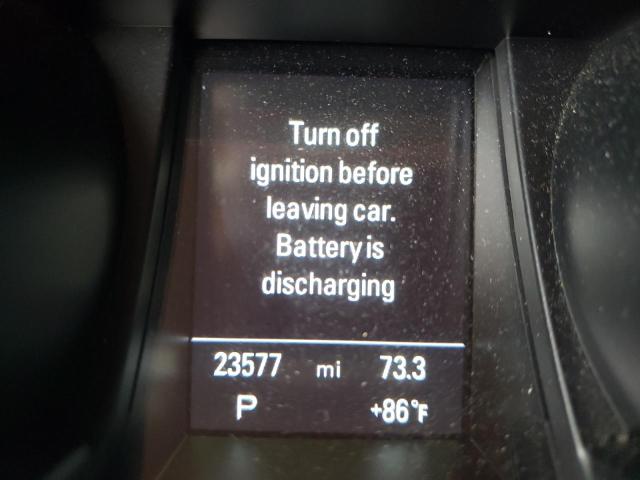 Turn off
ignition before
leaving car.
Battery is
discharging
23577 mi 73.3
P +86°F